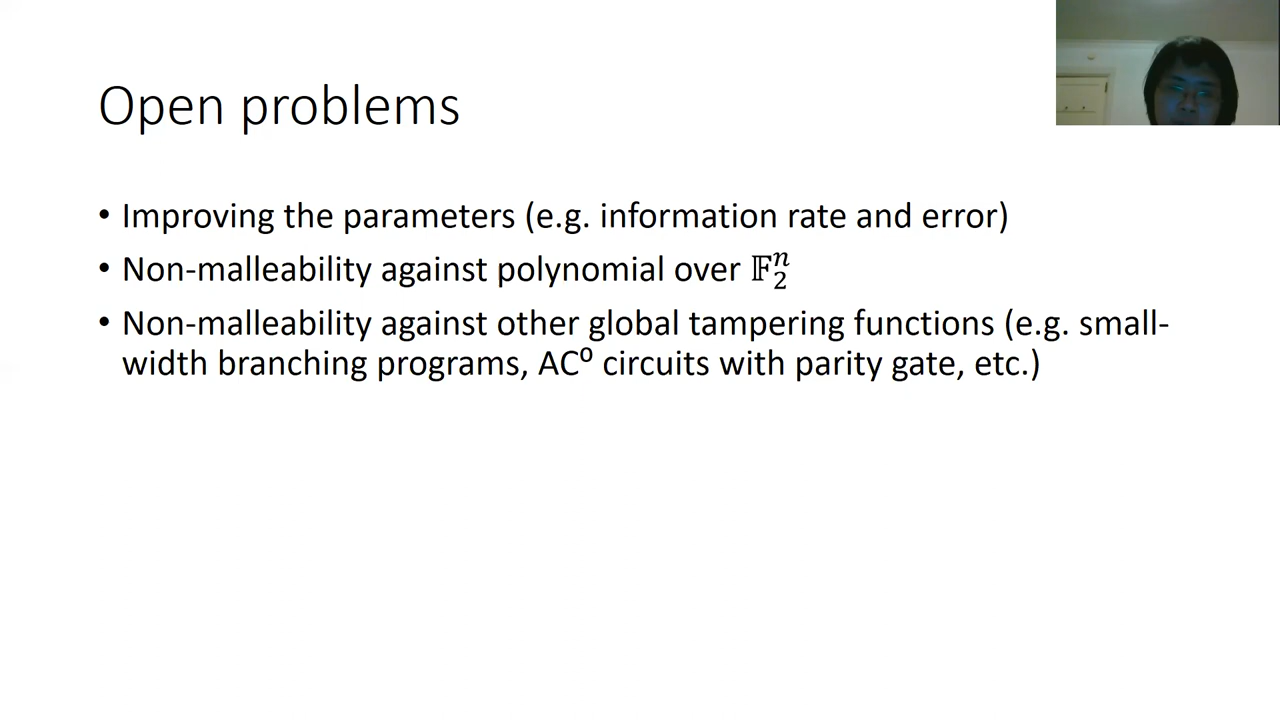 Open problems
• Improving the parameters (e.g. information rate and error)
• Non-malleability against polynomial over 𝔽₂ⁿ
• Non-malleability against other global tampering functions (e.g. small-
width branching programs, AC⁰ circuits with parity gate, etc.)